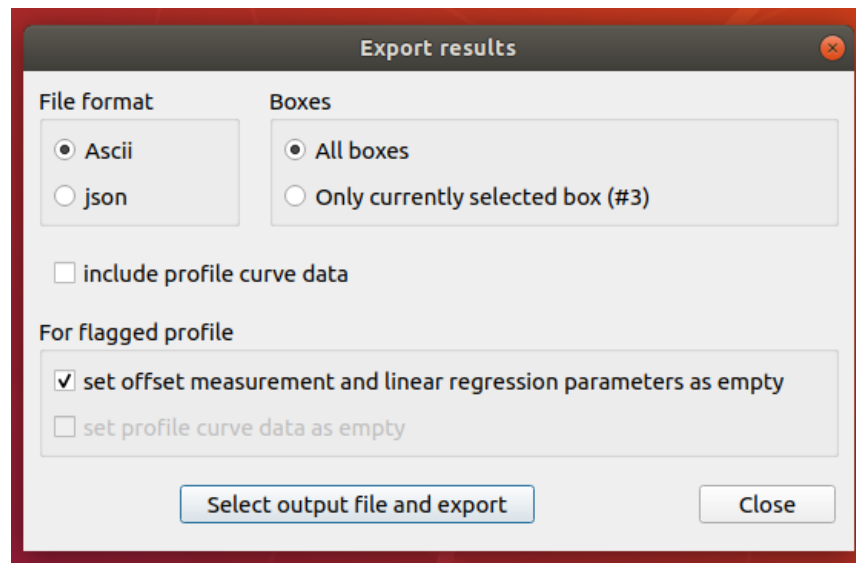 Export results
File format
Boxes
Ascii
All boxes
json
Only currently selected box (#3)
include profile curve data
For flagged profile
set offset measurement and linear regression parameters as empty
set profile curve data as empty
Select output file and export
Close